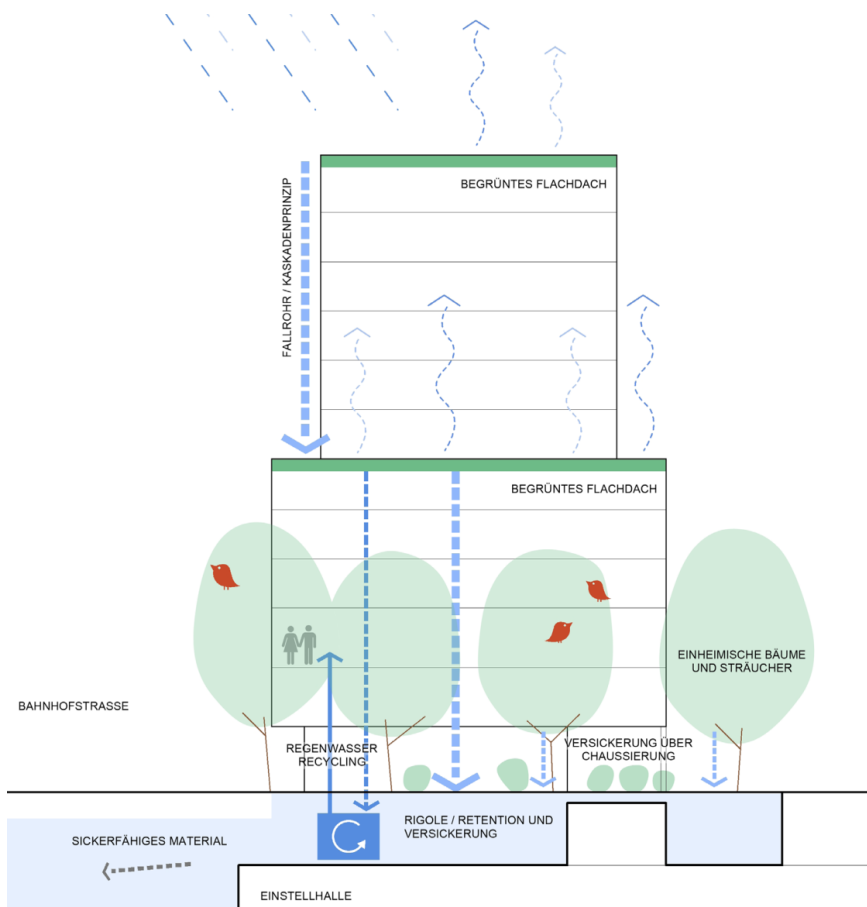 BEGRÜNTES FLACHDACH
FALLROHR / KASKADENPRINZIP
BEGRÜNTES FLACHDACH
EINHEIMISCHE BÄUME
UND STRÄUCHER
BAHNHOFSTRASSE
REGENWASSER
RECYCLING
VERSICKERUNG ÜBER
CHAUSSIERUNG
RIGOLE / RETENTION UND
VERSICKERUNG
SICKERFÄHIGES MATERIAL
EINSTELLHALLE